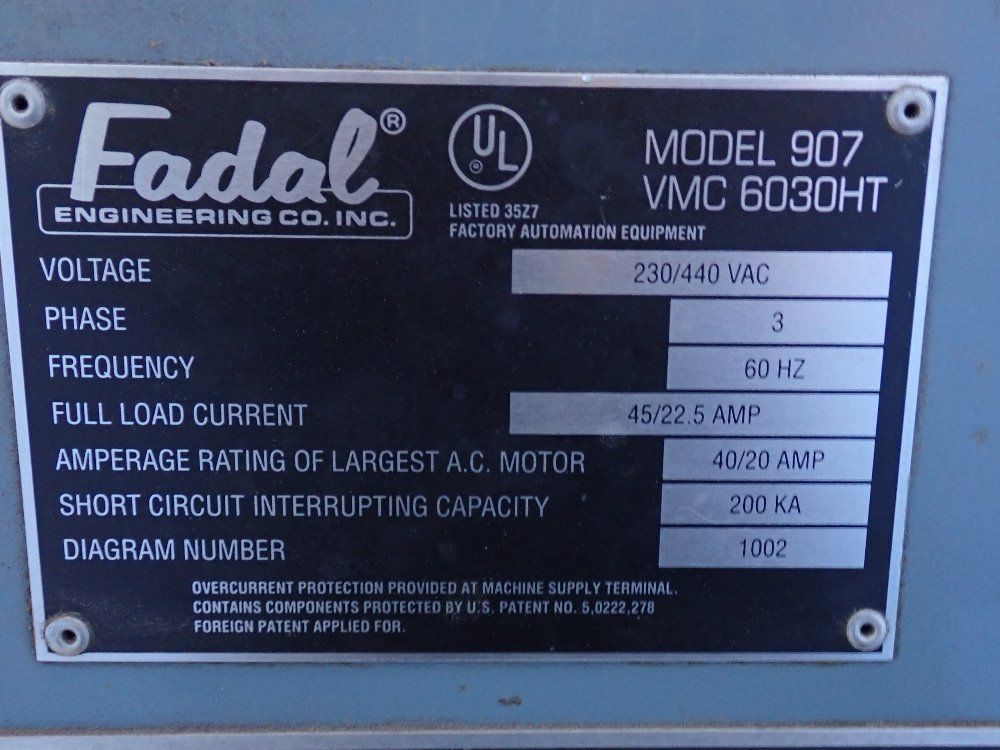 Fadal®
ENGINEERING CO. INC.
UL
LISTED 35Z7
FACTORY AUTOMATION EQUIPMENT
MODEL 907
VMC 6030HT
VOLTAGE 230/440 VAC
PHASE 3
FREQUENCY 60 HZ
FULL LOAD CURRENT 45/22.5 AMP
AMPERAGE RATING OF LARGEST A.C. MOTOR 40/20 AMP
SHORT CIRCUIT INTERRUPTING CAPACITY 200 KA
DIAGRAM NUMBER 1002
OVERCURRENT PROTECTION PROVIDED AT MACHINE SUPPLY TERMINAL.
CONTAINS COMPONENTS PROTECTED BY U.S. PATENT NO. 5,0222,278
FOREIGN PATENT APPLIED FOR.